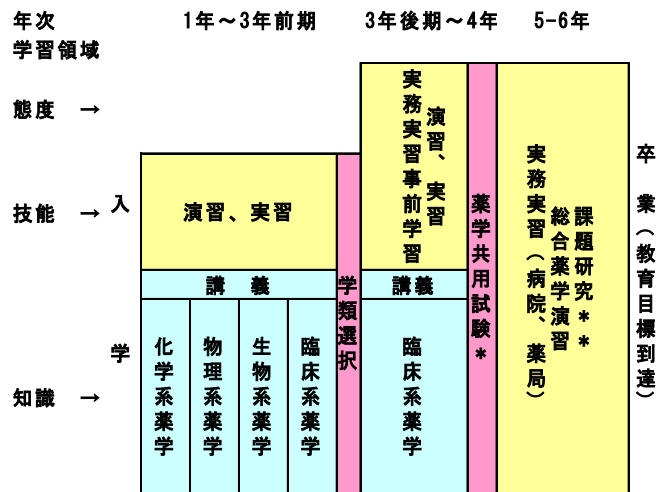 年次 1年～3年前期 3年後期～4年 5-6年
学習領域
態度 →
技能 →
知識 →
入学
演習、実習
講義
化学系薬学
物理系薬学
生物系薬学
臨床系薬学
学類選択
演習、実習
実務実習事前学習
講義
臨床系薬学
薬学共用試験*
課題研究**
総合薬学演習
実務実習(病院、薬局)
卒業(教育目標到達)